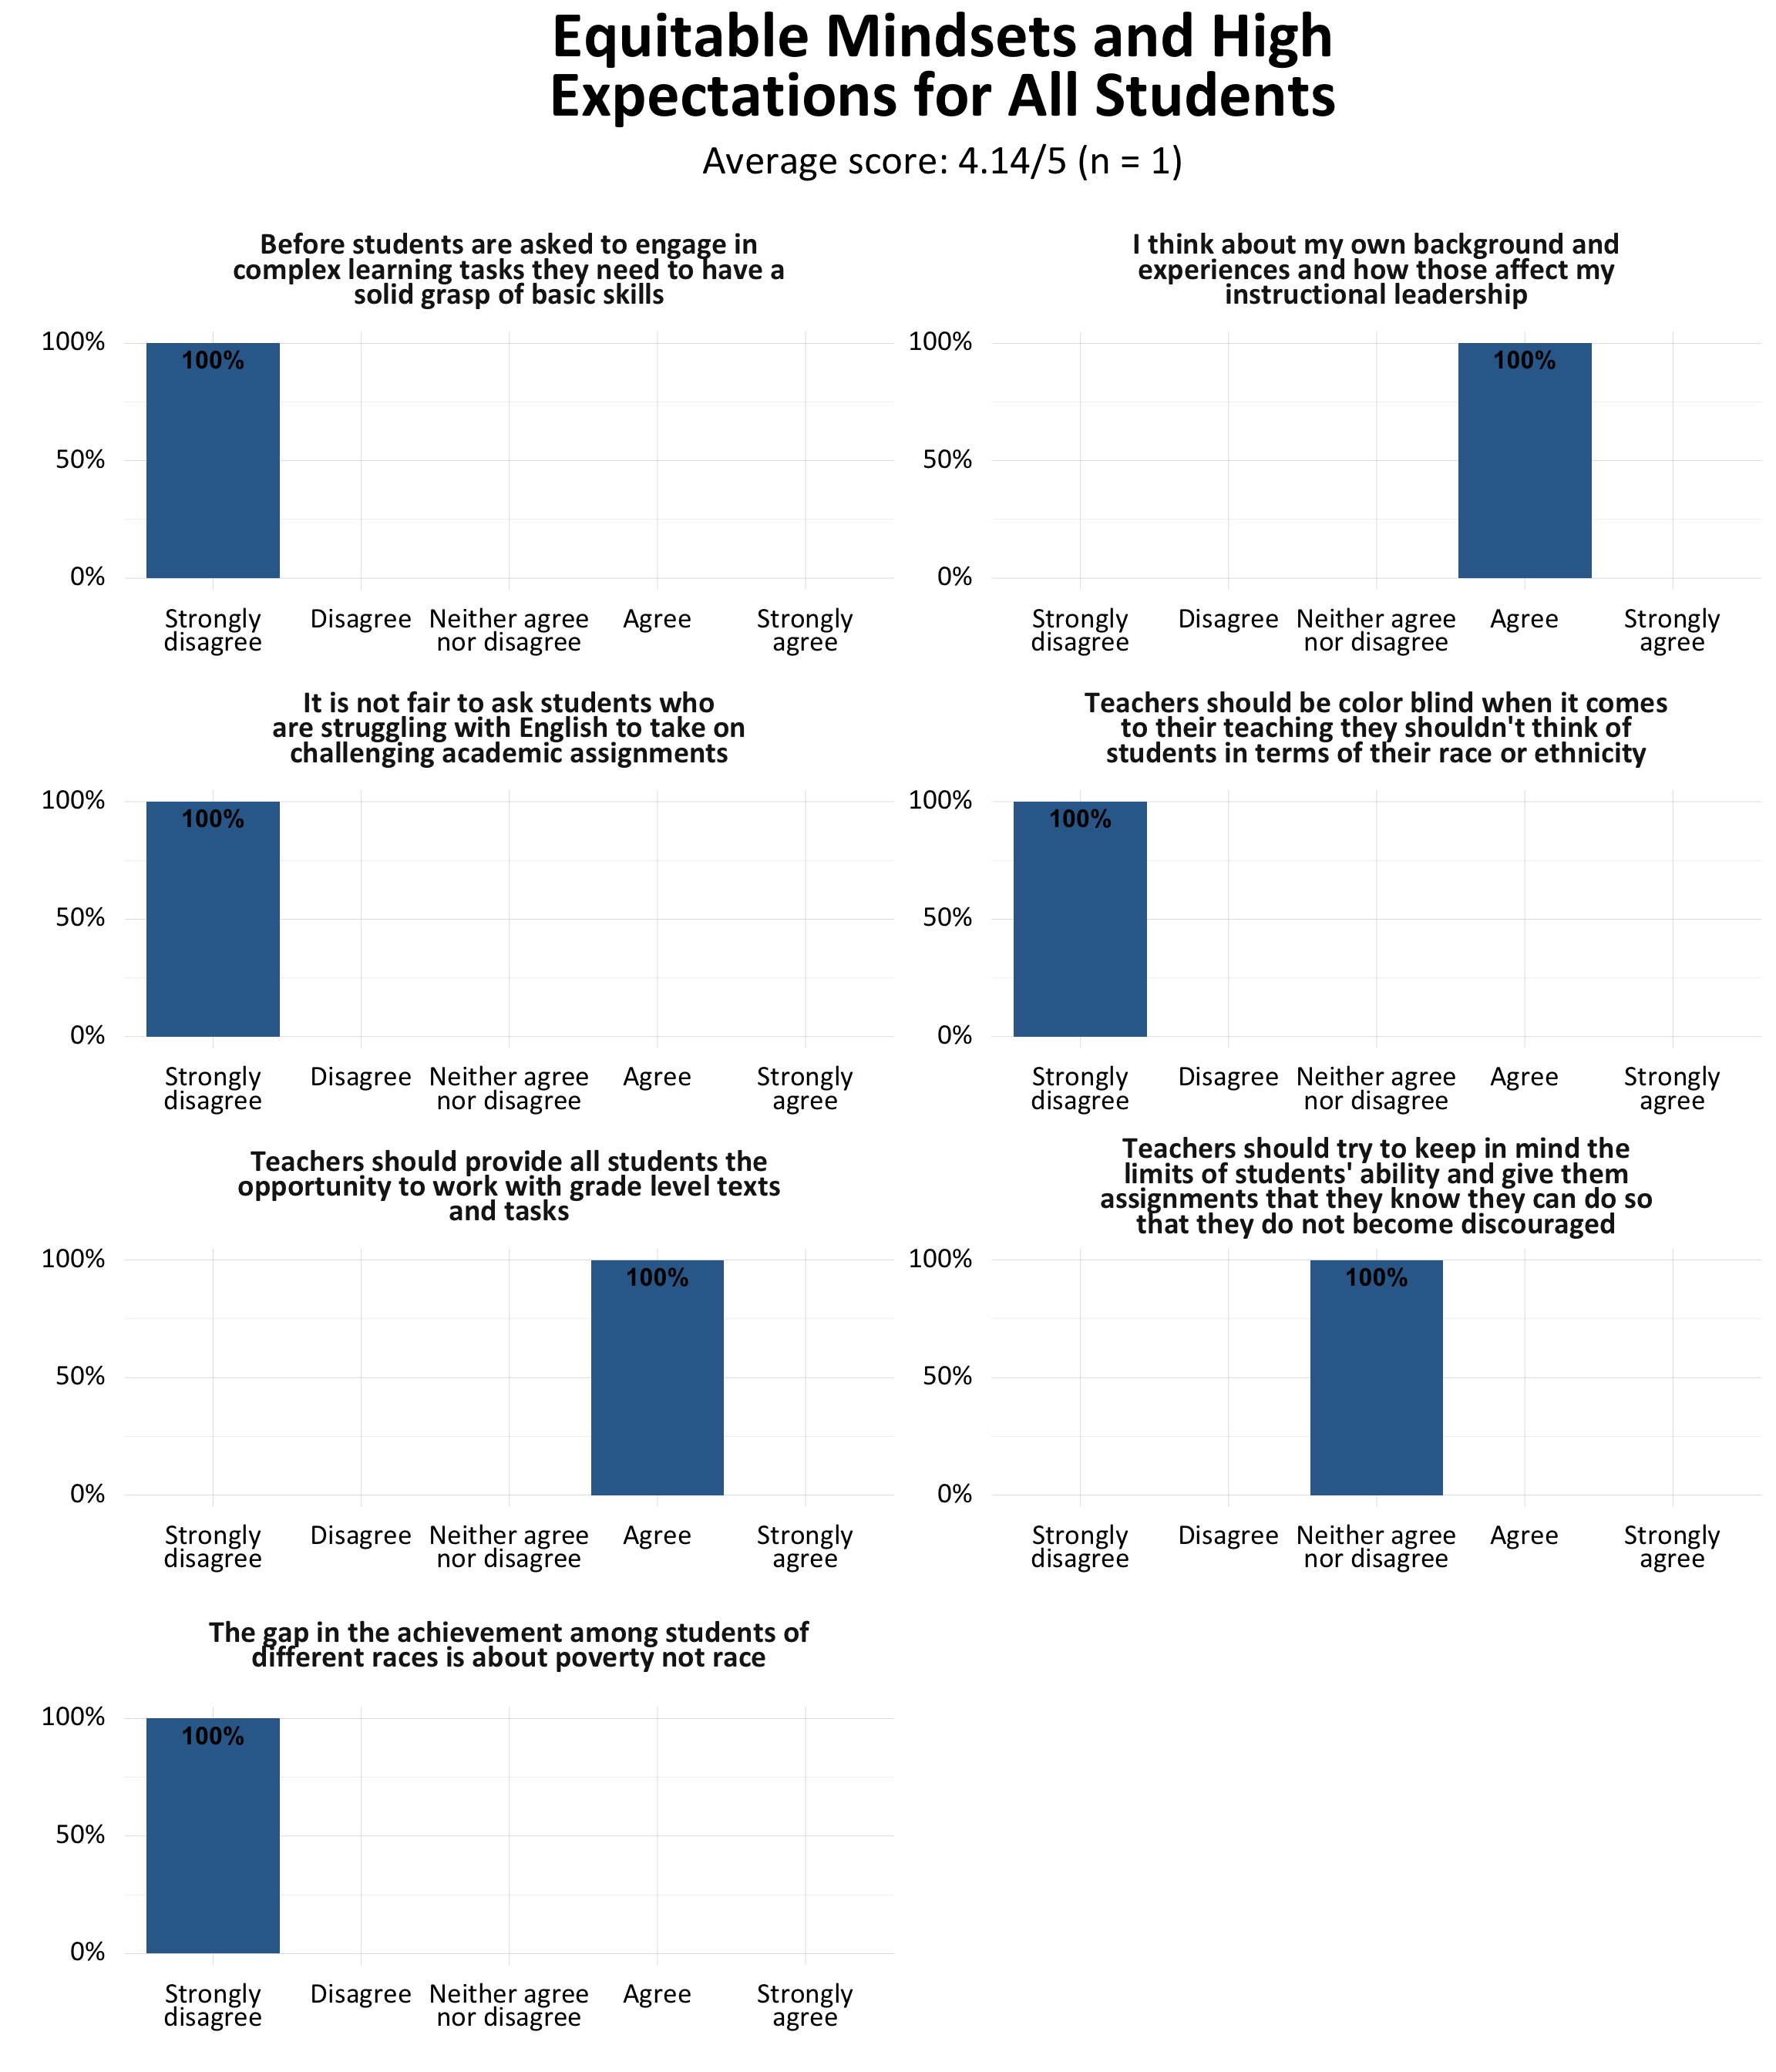 Equitable Mindsets and High
Expectations for All Students
Average score: 4.14/5 (n = 1)
Before students are asked to engage in
complex learning tasks they need to have a
solid grasp of basic skills
100%
100%
50%
0%
Strongly
disagree
Disagree
Neither agree
nor disagree
Agree
Strongly
agree
I think about my own background and
experiences and how those affect my
instructional leadership
100%
100%
50%
0%
Strongly
disagree
Disagree
Neither agree
nor disagree
Agree
Strongly
agree
It is not fair to ask students who
are struggling with English to take on
challenging academic assignments
100%
100%
50%
0%
Strongly
disagree
Disagree
Neither agree
nor disagree
Agree
Strongly
agree
Teachers should be color blind when it comes
to their teaching they shouldn't think of
students in terms of their race or ethnicity
100%
100%
50%
0%
Strongly
disagree
Disagree
Neither agree
nor disagree
Agree
Strongly
agree
Teachers should provide all students the
opportunity to work with grade level texts
and tasks
100%
100%
50%
0%
Strongly
disagree
Disagree
Neither agree
nor disagree
Agree
Strongly
agree
Teachers should try to keep in mind the
limits of students' ability and give them
assignments that they know they can do so
that they do not become discouraged
100%
100%
50%
0%
Strongly
disagree
Disagree
Neither agree
nor disagree
Agree
Strongly
agree
The gap in the achievement among students of
different races is about poverty not race
100%
100%
50%
0%
Strongly
disagree
Disagree
Neither agree
nor disagree
Agree
Strongly
agree